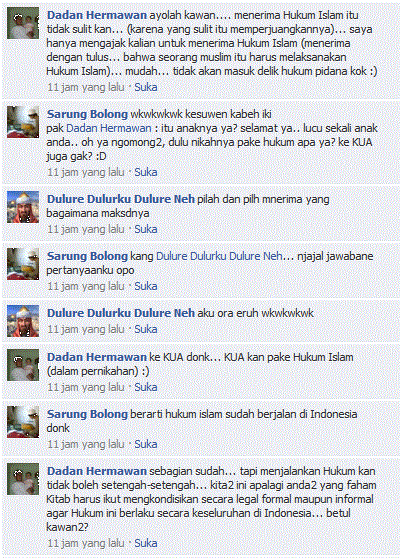 Dadan Hermawan ayolah kawan.... menerima Hukum Islam itu
tidak sulit kan... (karena yang sulit itu memperjuangkannya)... saya
hanya mengajak kalian untuk menerima Hukum Islam (menerima
dengan tulus... bahwa seorang muslim itu harus melaksanakan
Hukum Islam)... mudah... tidak akan masuk delik hukum pidana kok :)
11 jam yang lalu · Suka
Sarung Bolong wkwkwkwk kesuwen kabeh iki
pak Dadan Hermawan : itu anaknya ya? selamat ya.. lucu sekali anak
anda.. oh ya ngomong2, dulu nikahnya pake hukum apa ya? ke KUA
juga gak? :D
11 jam yang lalu · Suka
Dulure Dulurku Dulure Neh pilah dan pilh mnerima yang
bagaimana maksdnya
11 jam yang lalu · Suka
Sarung Bolong kang Dulure Dulurku Dulure Neh... njajal jawabane
pertanyaanku opo
11 jam yang lalu · Suka
Dulure Dulurku Dulure Neh aku ora eruh wkwkwkwk
11 jam yang lalu · Suka
Dadan Hermawan ke KUA donk... KUA kan pake Hukum Islam
(dalam pernikahan) :)
11 jam yang lalu · Suka
Sarung Bolong berarti hukum islam sudah berjalan di Indonesia
donk
11 jam yang lalu · Suka
Dadan Hermawan sebagian sudah... tapi menjalankan Hukum kan
tidak boleh setengah-setengah... kita2 ini apalagi anda2 yang faham
Kitab harus ikut mengkondisikan secara legal formal maupun informal
agar Hukum ini berlaku secara keseluruhan di Indonesia... betul
kawan2?
11 jam yang lalu · Suka